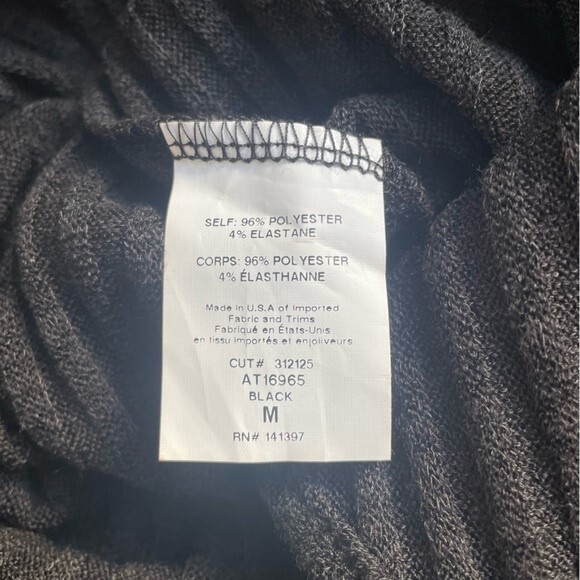 SELF: 96% POLYESTER
4% ELASTANE
CORPS: 96% POLYESTER
4% ÉLASTHANNE
Made in U.S.A of Imported
Fabric and Trims
Fabriqué en États-Unis
en tissu importés et enjoliveurs
CUT# 312125
AT16965
BLACK
M
RN# 141397